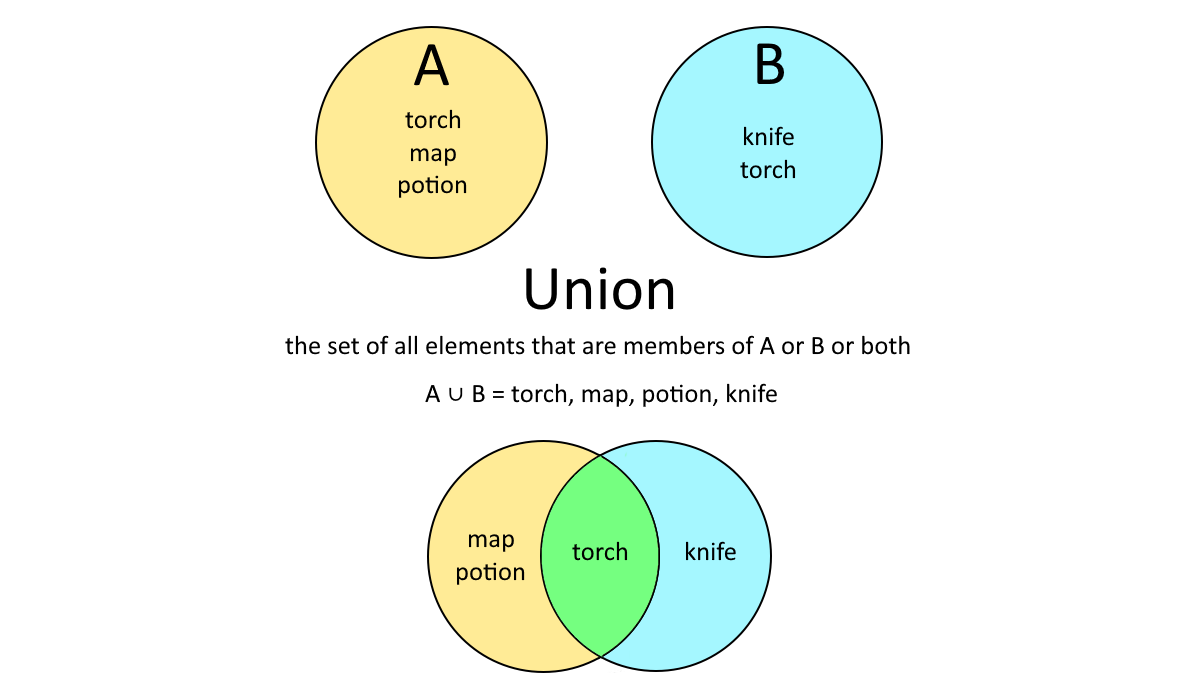 A
torch
map
potion
B
knife
torch
Union
the set of all elements that are members of A or B or both
A ∪ B = torch, map, potion, knife
map
potion
torch
knife